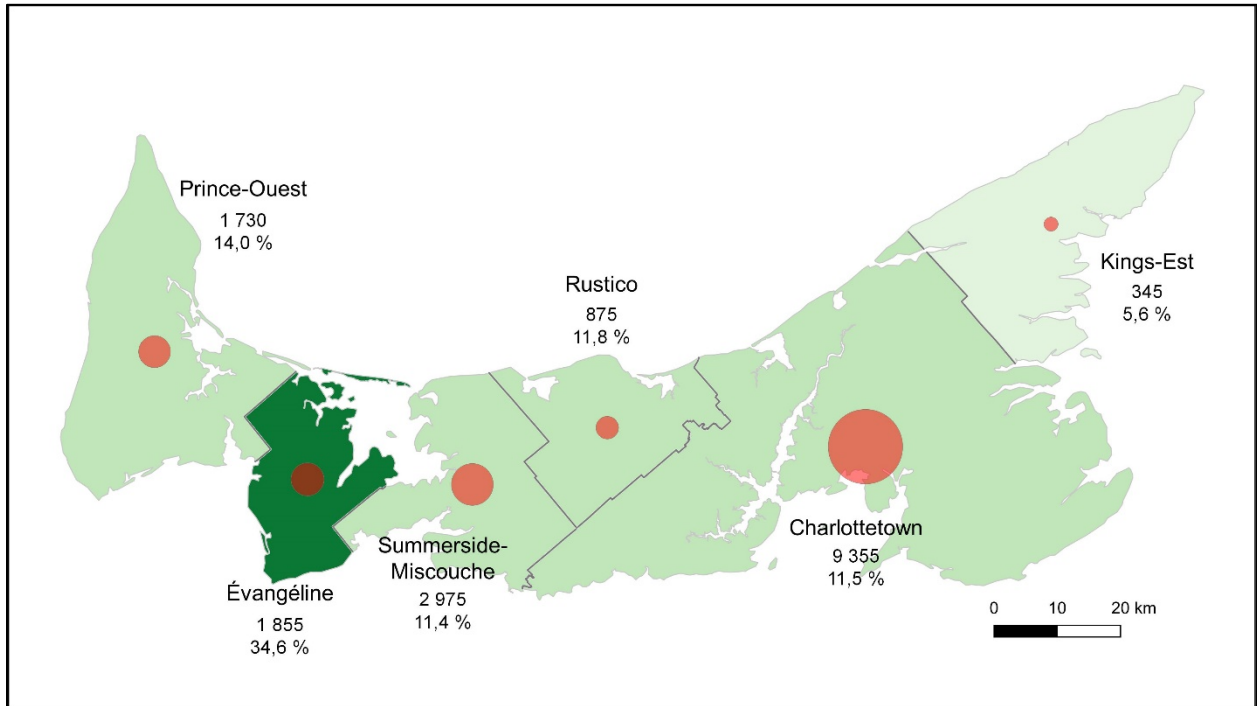 Prince-Ouest
1 730
14,0 %
Rustico
875
11,8 %
Kings-Est
345
5,6 %
Évangéline
1 855
34,6 %
Summerside-
Miscouche
2 975
11,4 %
Charlottetown
9 355
11,5 %
0 10 20 km